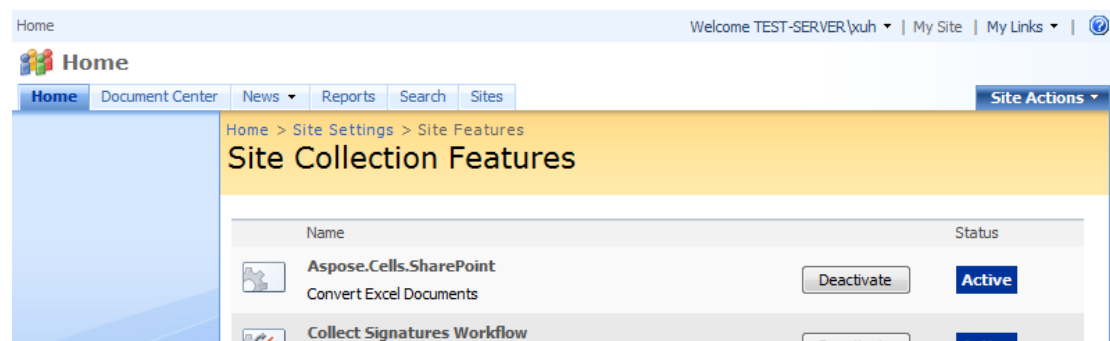 Home
Welcome TEST-SERVER\xuh | My Site | My Links |
Home
Home Document Center News Reports Search Sites
Site Actions
Home > Site Settings > Site Features
Site Collection Features
Name Status
Aspose.Cells.SharePoint
Convert Excel Documents
Deactivate Active
Collect Signatures Workflow